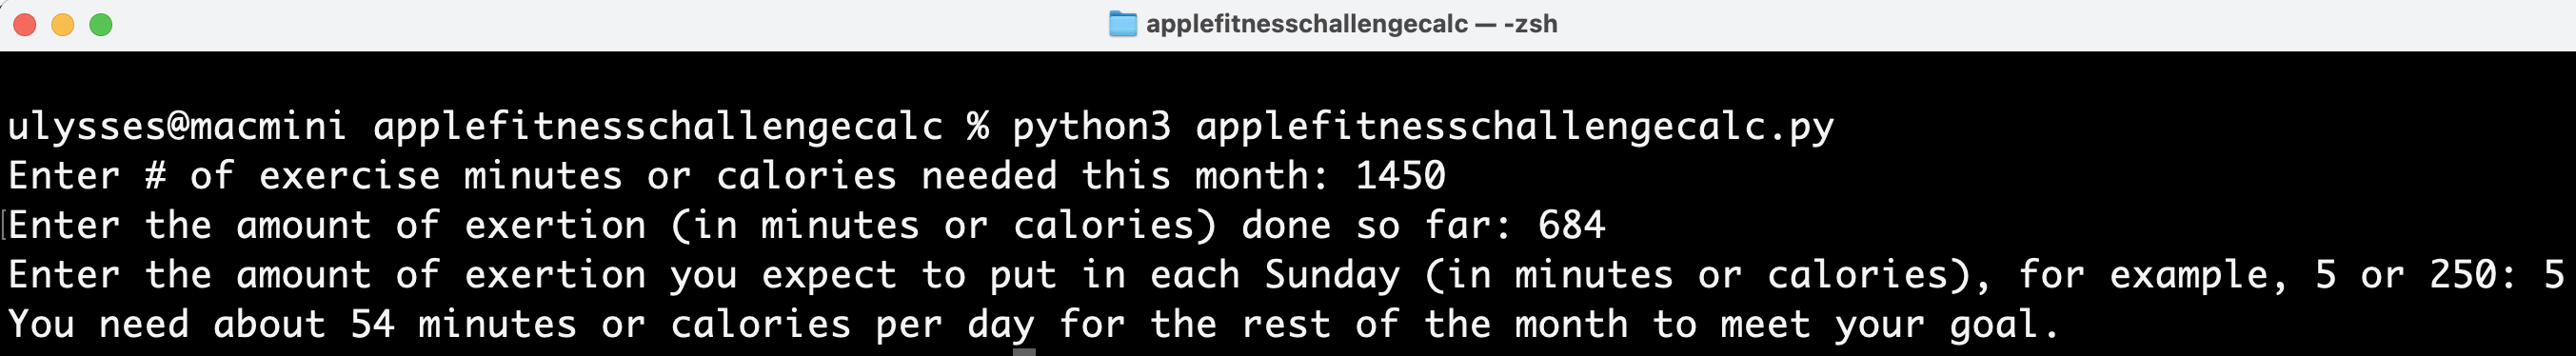 applefitnesschallengecalc — -zsh
ulysses@macmini applefitnesschallengecalc % python3 applefitnesschallengecalc.py
Enter # of exercise minutes or calories needed this month: 1450
[Enter the amount of exertion (in minutes or calories) done so far: 684
Enter the amount of exertion you expect to put in each Sunday (in minutes or calories), for example, 5 or 250: 5
You need about 54 minutes or calories per day for the rest of the month to meet your goal.